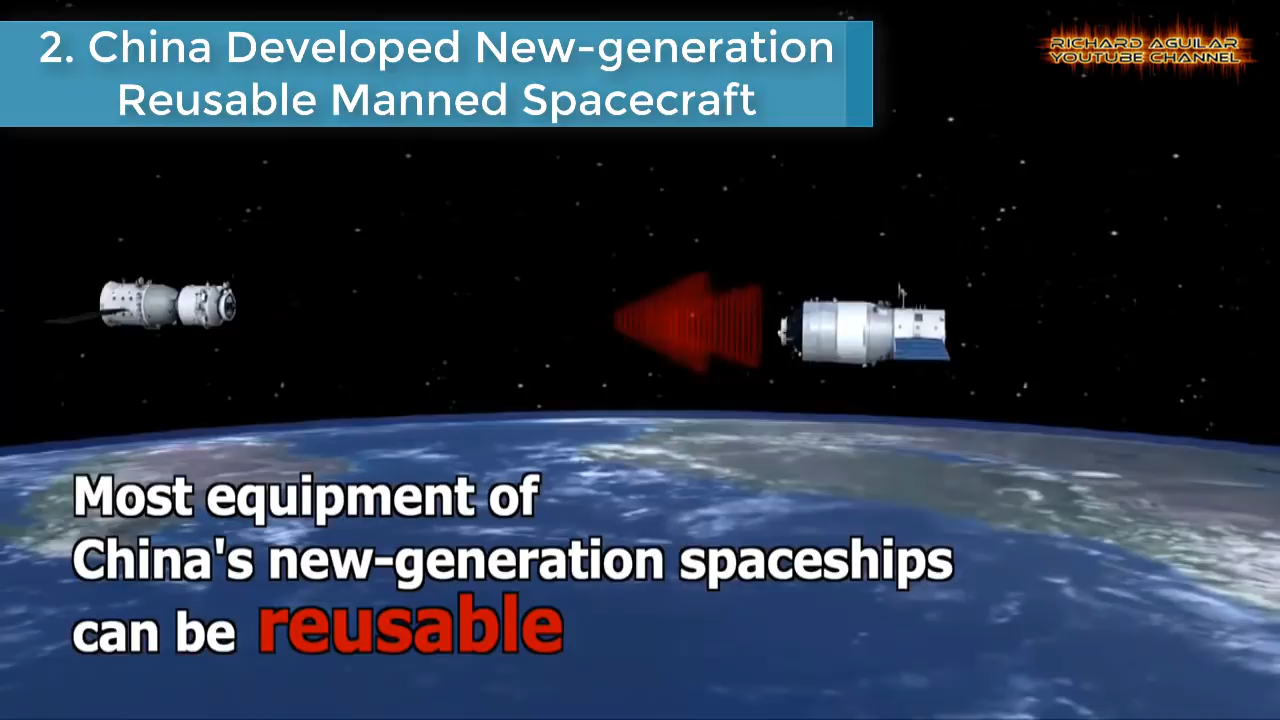 2. China Developed New-generation
Reusable Manned Spacecraft
RICHARD AGUILAR
YOUTUBE CHANNEL
Most equipment of
China's new-generation spaceships
can be reusable